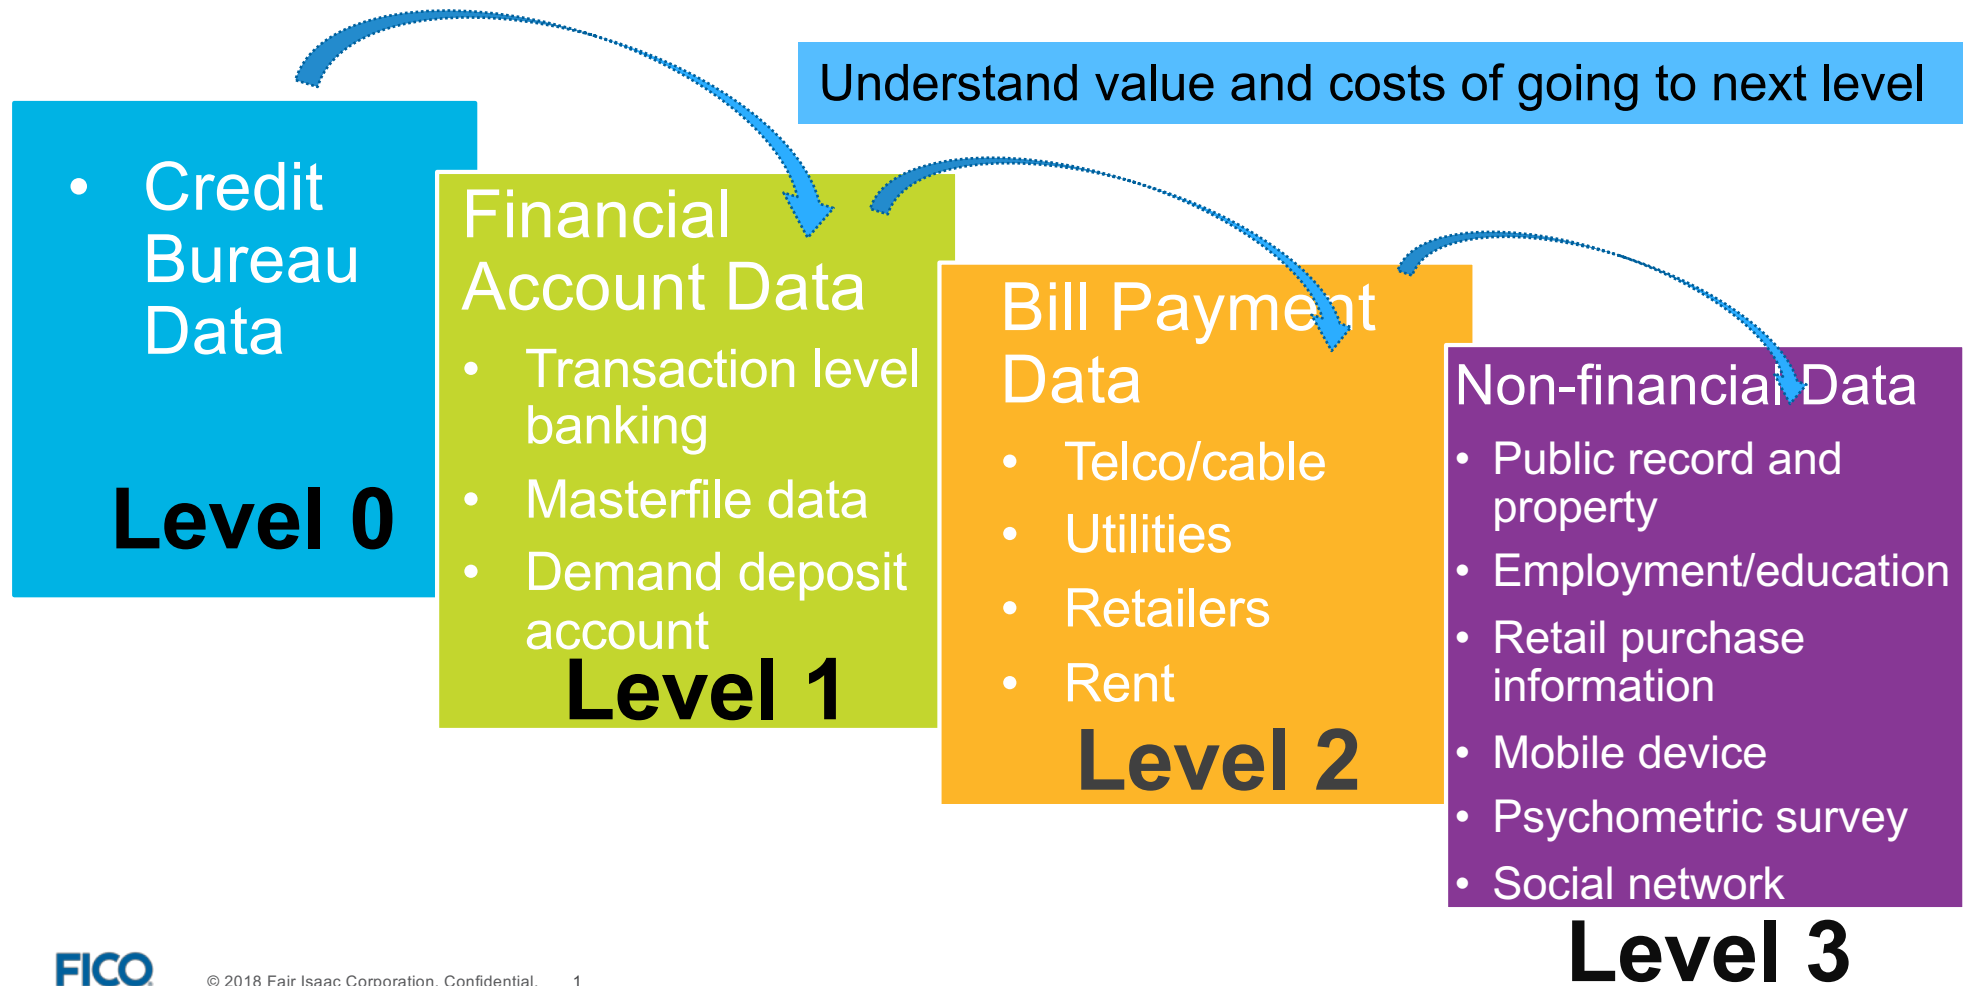 Understand value and costs of going to next level
• Credit
Bureau
Data
Level 0
Financial
Account Data
• Transaction level
banking
• Masterfile data
• Demand deposit
account
Level 1
Bill Payment
Data
• Telco/cable
• Utilities
• Retailers
• Rent
Level 2
Non-financial Data
• Public record and
property
• Employment/education
• Retail purchase
information
• Mobile device
• Psychometric survey
• Social network
Level 3
FICO
© 2018 Fair Isaac Corporation. Confidential. 1